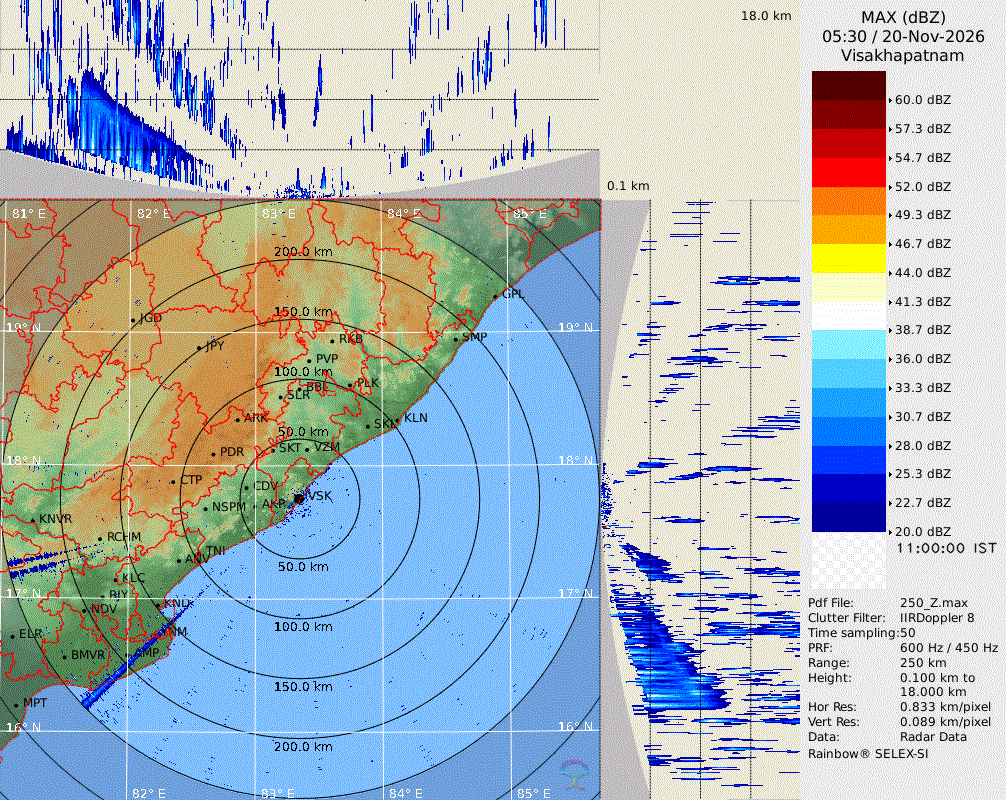 18.0 km
0.1 km
MAX (dBZ)
05:30 / 20-Nov-2026
Visakhapatnam
60.0 dBZ
57.3 dBZ
54.7 dBZ
52.0 dBZ
49.3 dBZ
46.7 dBZ
44.0 dBZ
41.3 dBZ
38.7 dBZ
36.0 dBZ
33.3 dBZ
30.7 dBZ
28.0 dBZ
25.3 dBZ
22.7 dBZ
20.0 dBZ
11:00:00 IST
Pdf File: 250_Z.max
Clutter Filter: IIRDoppler 8
Time sampling:50
PRF: 600 Hz / 450 Hz
Range: 250 km
Height: 0.100 km to
18.000 km
Hor Res: 0.833 km/pixel
Vert Res: 0.089 km/pixel
Data: Radar Data
Rainbow® SELEX-SI
81° E 82° E 83° E 84° E 85° E
200.0 km
GPL
150.0 km
JGD
19° N 19° N
RKB SMP
JPY
PVP
100.0 km
BBL PLK
SLR
ARK KLN
SKL
50.0 km
SKT VZM
PDR
18° N 18° N
CTP
CDV
VSK
NSPM AKP
KNVR
RCHM
TNI
ANV
50.0 km
KLC
RJY
17° N 17° N
NDV KND
100.0 km
YNM
ELR
BMVR AMP
150.0 km
MPT
16° N 16° N
200.0 km
82° E 83° E 84° E 85° E